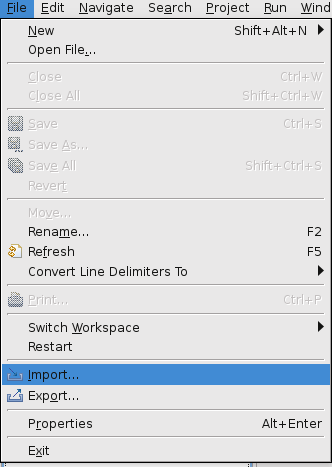 File Edit Navigate Search Project Run Wind
New Shift+Alt+N
Open File...
Close Ctrl+W
Close All Shift+Ctrl+W
Save Ctrl+S
Save As...
Save All Shift+Ctrl+S
Revert
Move...
Rename... F2
Refresh F5
Convert Line Delimiters To
Print... Ctrl+P
Switch Workspace
Restart
Import...
Export...
Properties Alt+Enter
Exit